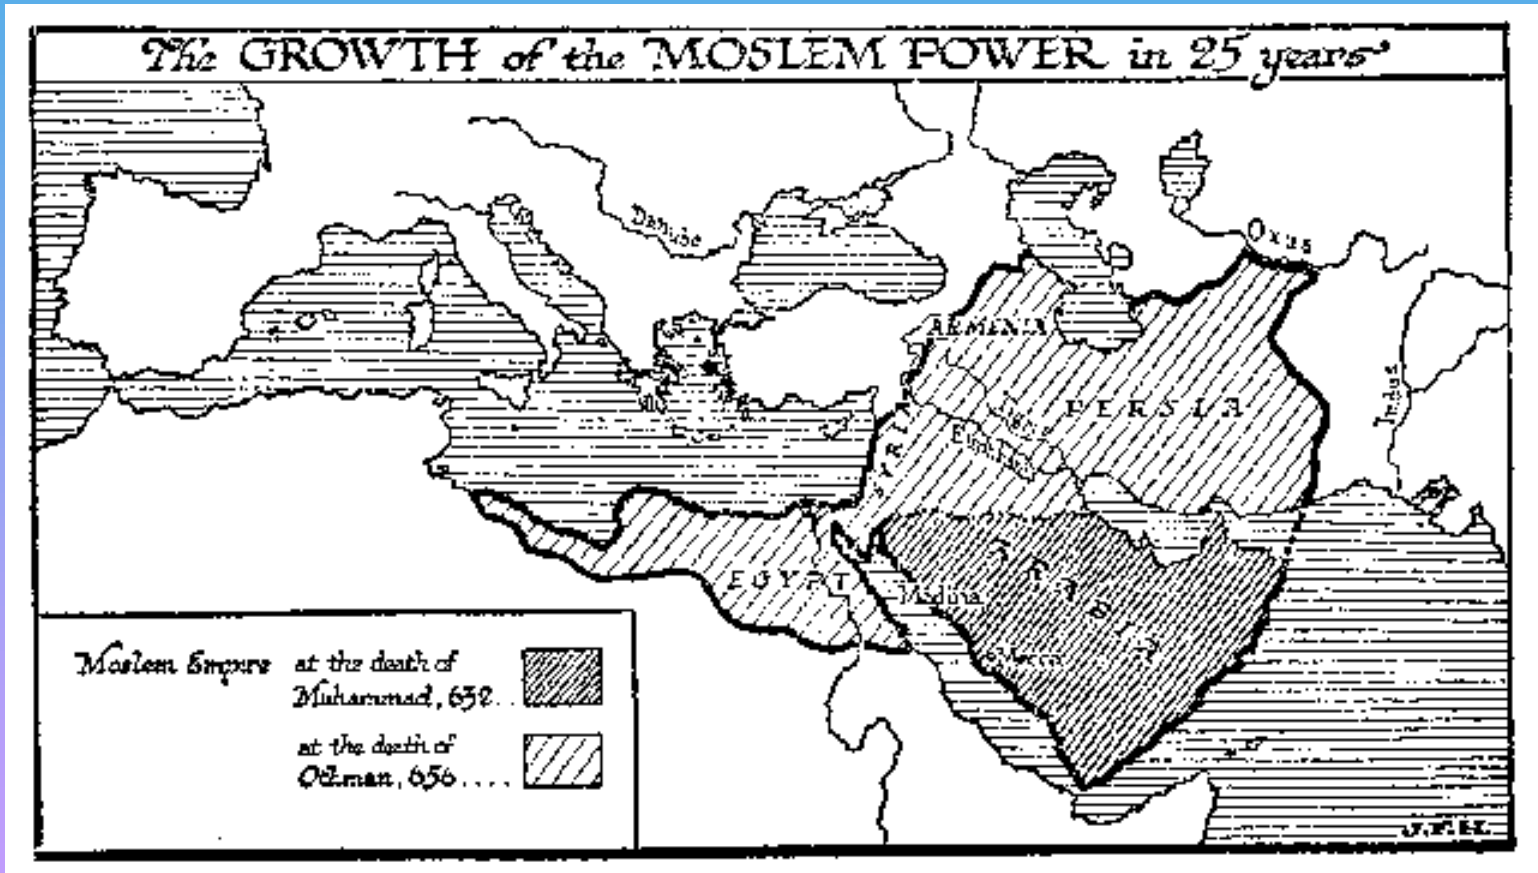 The GROWTH of the MOSLEM POWER in 25 years
Danube
Oxus
ARMENIA
PERSIA
Indus
Tigris
Euphrates
SYRIA
ARABIA
EGYPT
Medina
Mecca
Moslem Empire at the death of
Muhammad, 632..
at the death of
Othman, 656....
J.F.H.